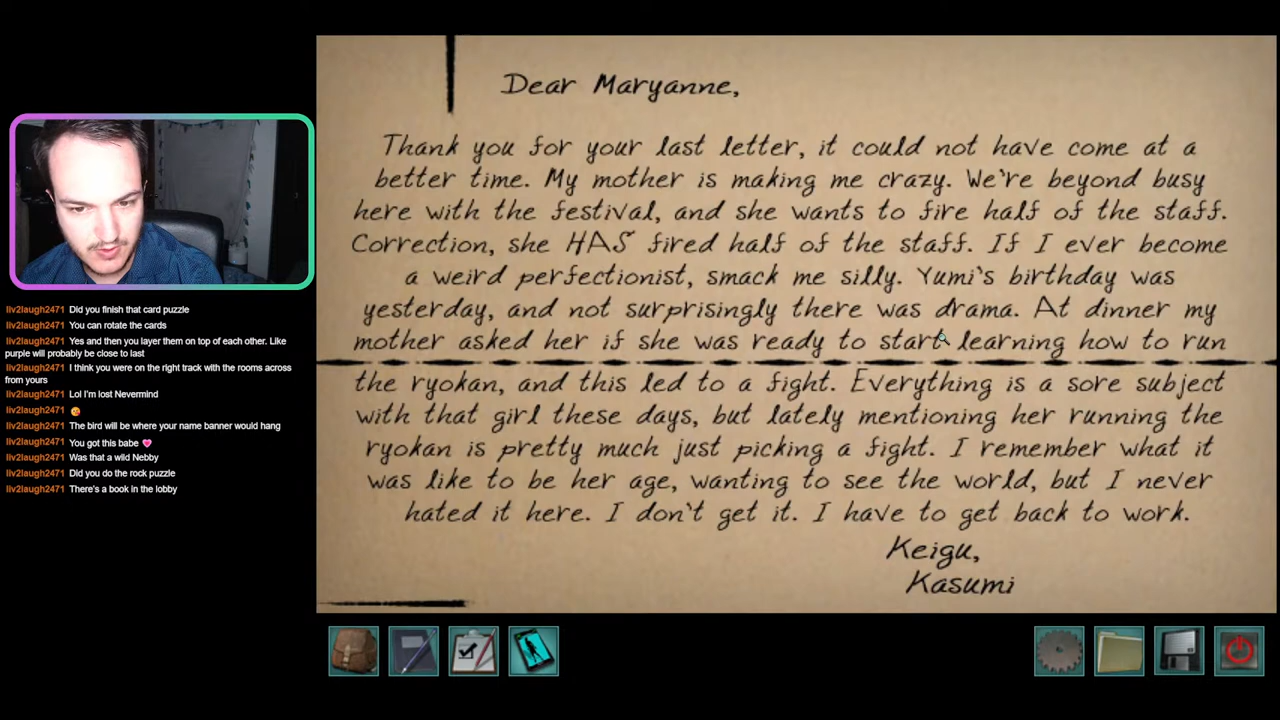 Dear Maryanne,
Thank you for your last letter, it could not have come at a
better time. My mother is making me crazy. We're beyond busy
here with the festival, and she wants to fire half of the staff.
Correction, she HAS fired half of the staff. If I ever become
a weird perfectionist, smack me silly. Yumi's birthday was
yesterday, and not surprisingly there was drama. At dinner my
mother asked her if she was ready to start learning how to run
the ryokan, and this led to a fight. Everything is a sore subject
with that girl these days, but lately mentioning her running the
ryokan is pretty much just picking a fight. I remember what it
was like to be her age, wanting to see the world, but I never
hated it here. I don't get it. I have to get back to work.
Keigu,
Kasumi
liv2laugh2471 Did you finish that card puzzle
liv2laugh2471 You can rotate the cards
liv2laugh2471 Yes and then you layer them on top of each other. Like
purple will probably be close to last
liv2laugh2471 I think you were on the right track with the rooms across
from yours
liv2laugh2471 Lol I'm lost Nevermind
liv2laugh2471
liv2laugh2471 The bird will be where your name banner would hang
liv2laugh2471 You got this babe
liv2laugh2471 Was that a wild Nebby
liv2laugh2471 Did you do the rock puzzle
liv2laugh2471 There's a book in the lobby